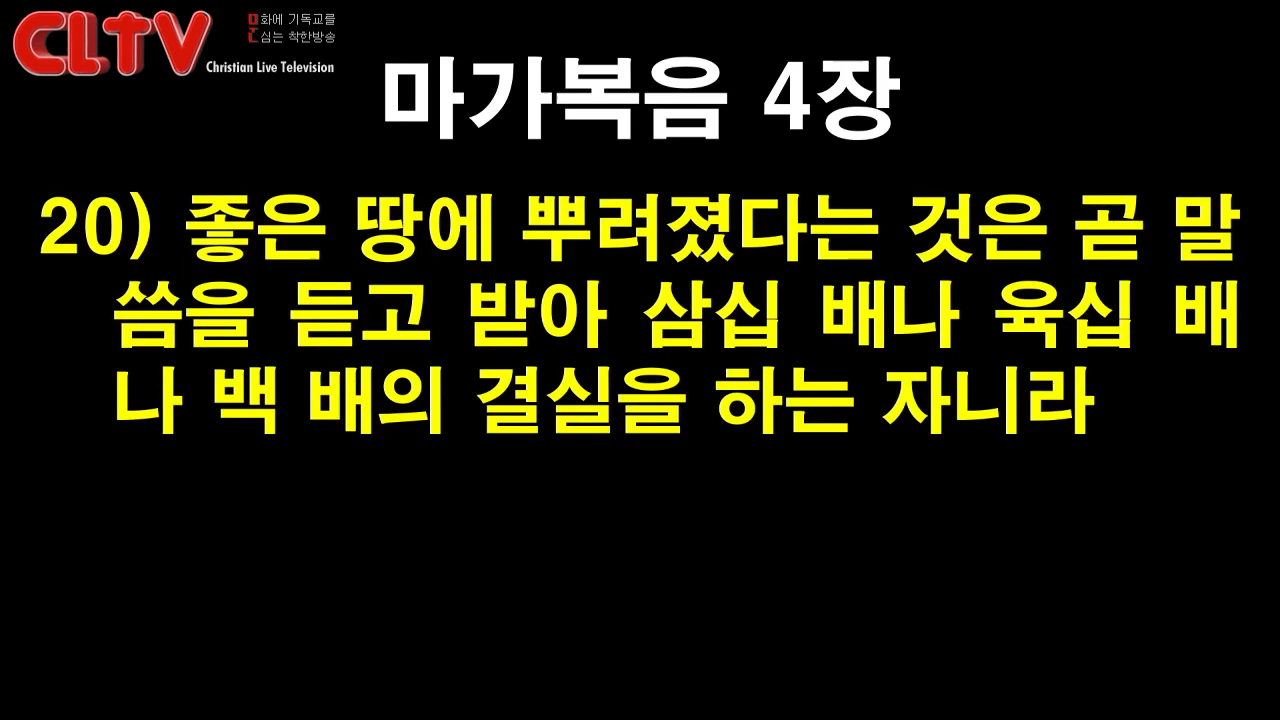 CLTV
문화에 기독교를
심는 착한방송
Christian Live Television
마가복음 4장
20) 좋은 땅에 뿌려졌다는 것은 곧 말
씀을 듣고 받아 삼십 배나 육십 배
나 백 배의 결실을 하는 자니라